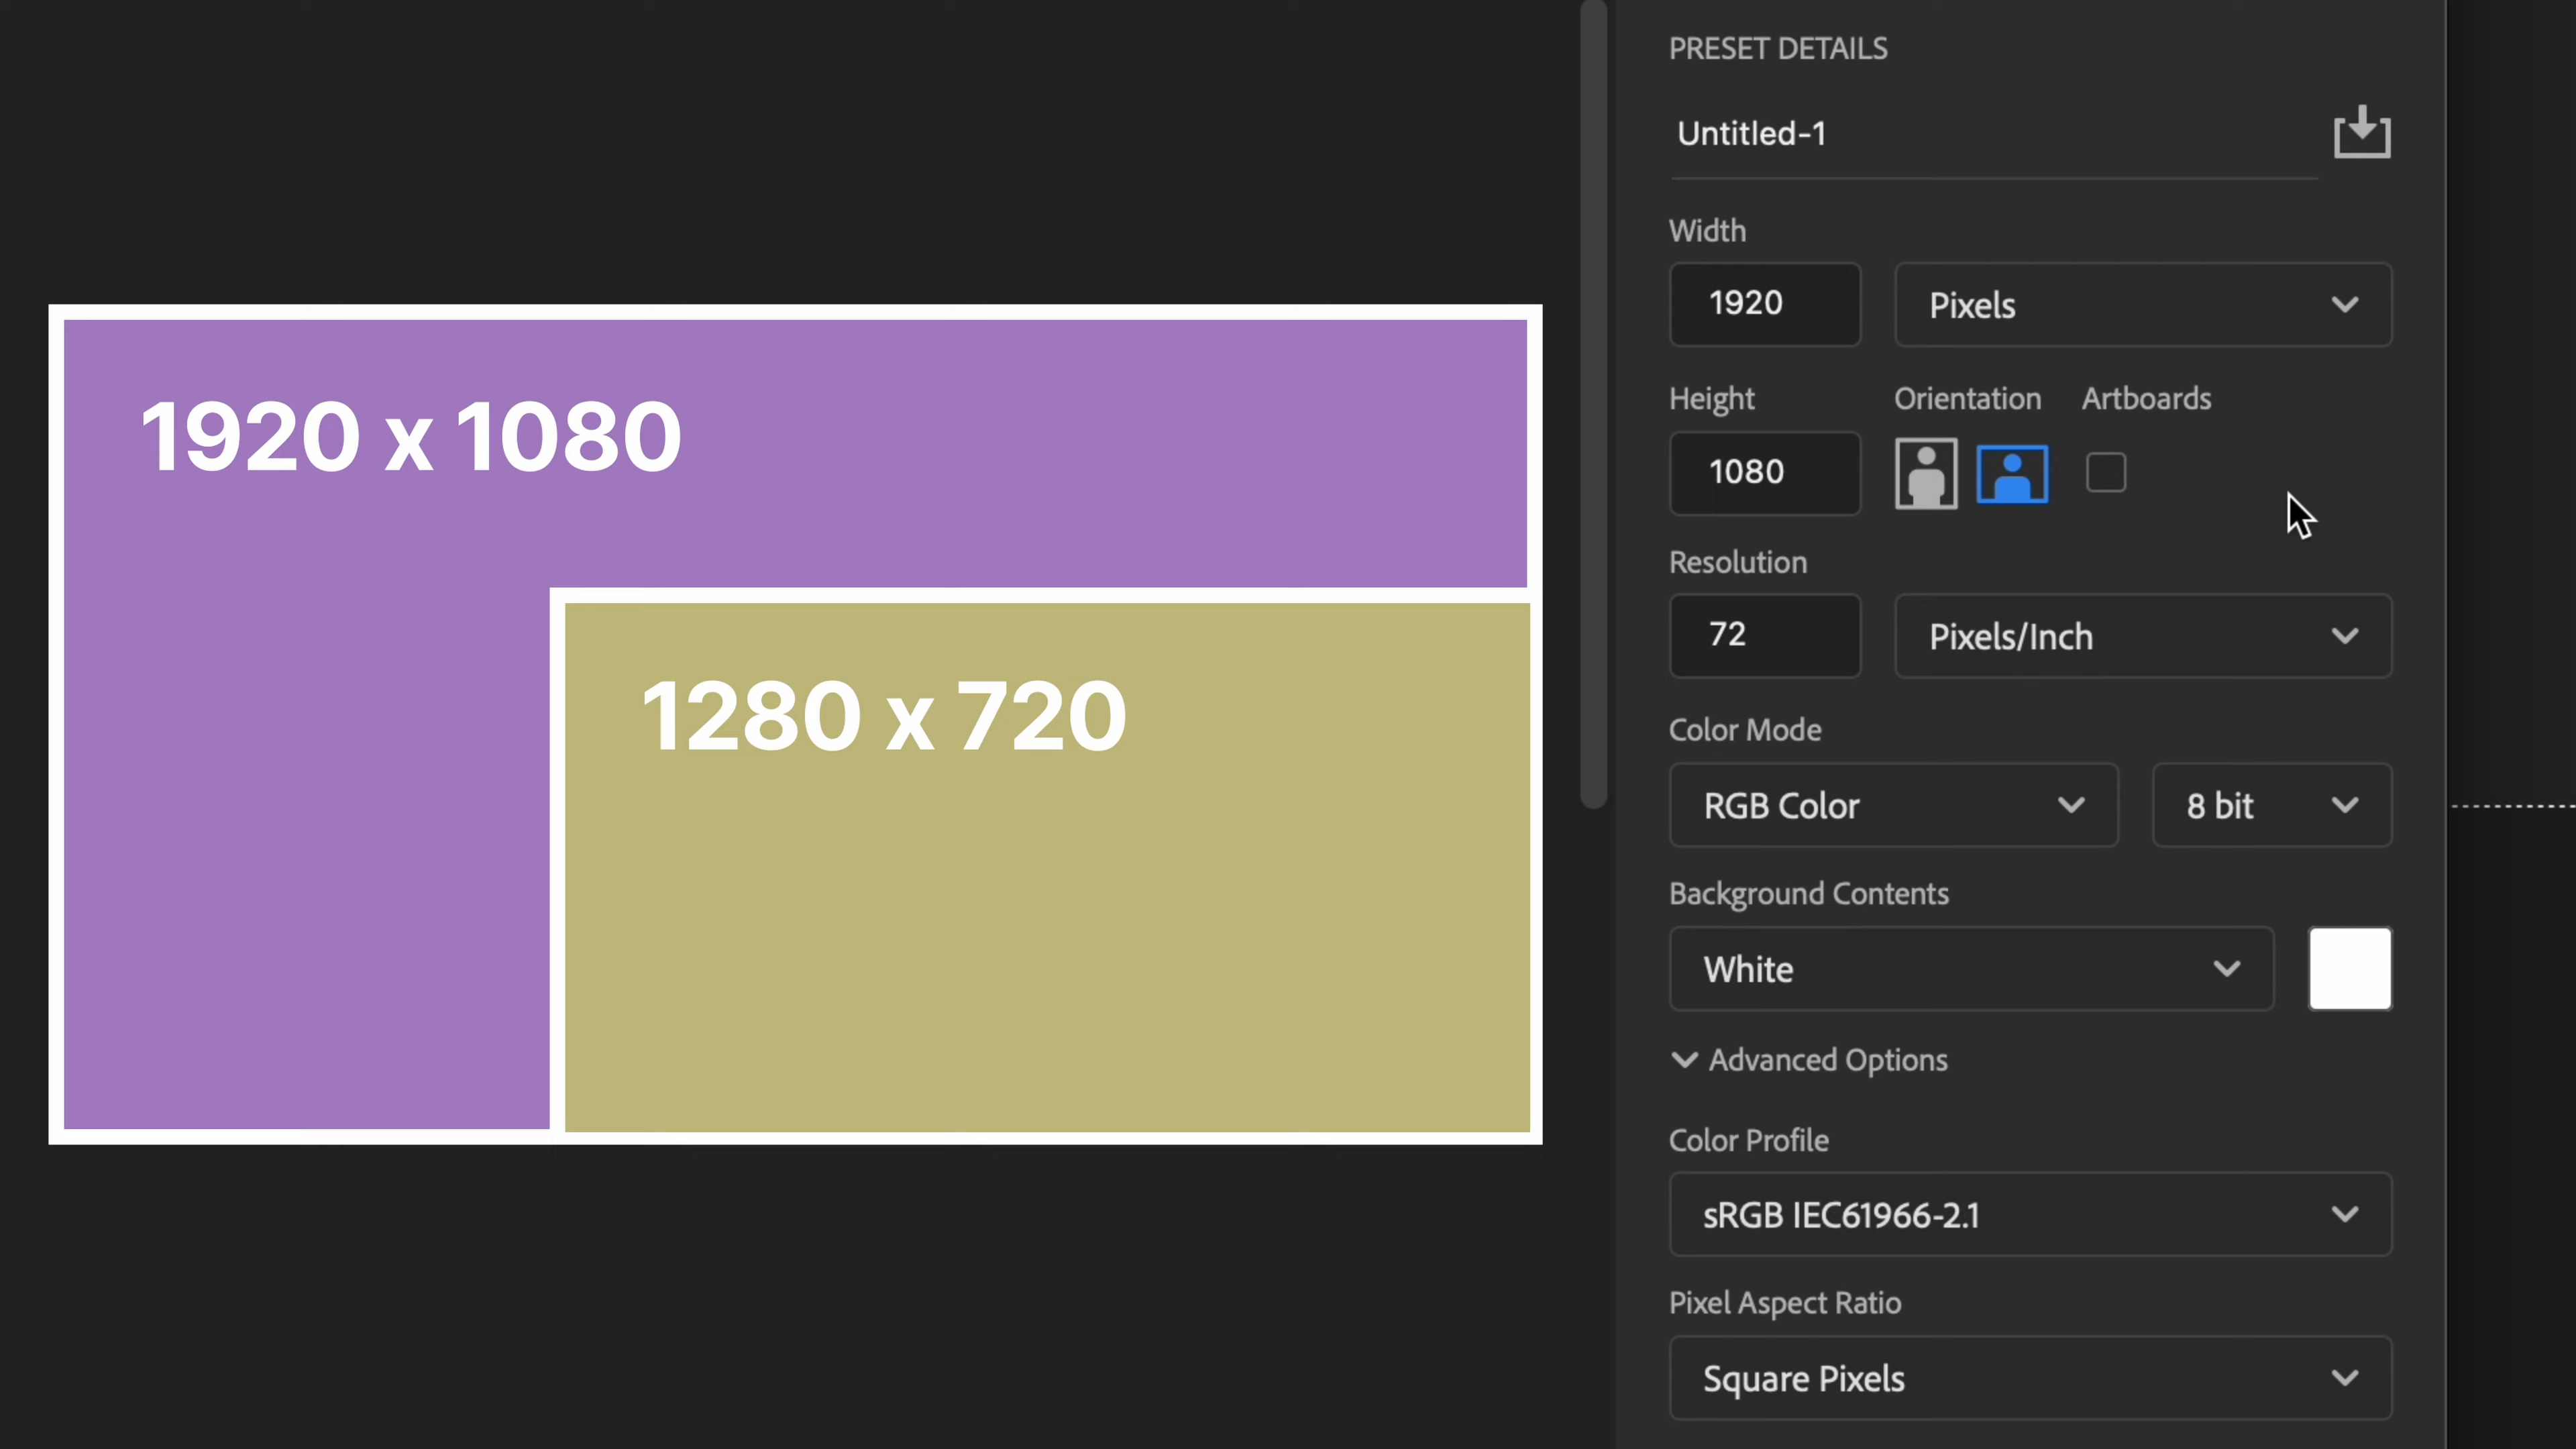 1920 x 1080
1280 x 720
PRESET DETAILS
Untitled-1
Width
1920 Pixels
Height Orientation Artboards
1080
Resolution
72 Pixels/Inch
Color Mode
RGB Color 8 bit
Background Contents
White
Advanced Options
Color Profile
sRGB IEC61966-2.1
Pixel Aspect Ratio
Square Pixels